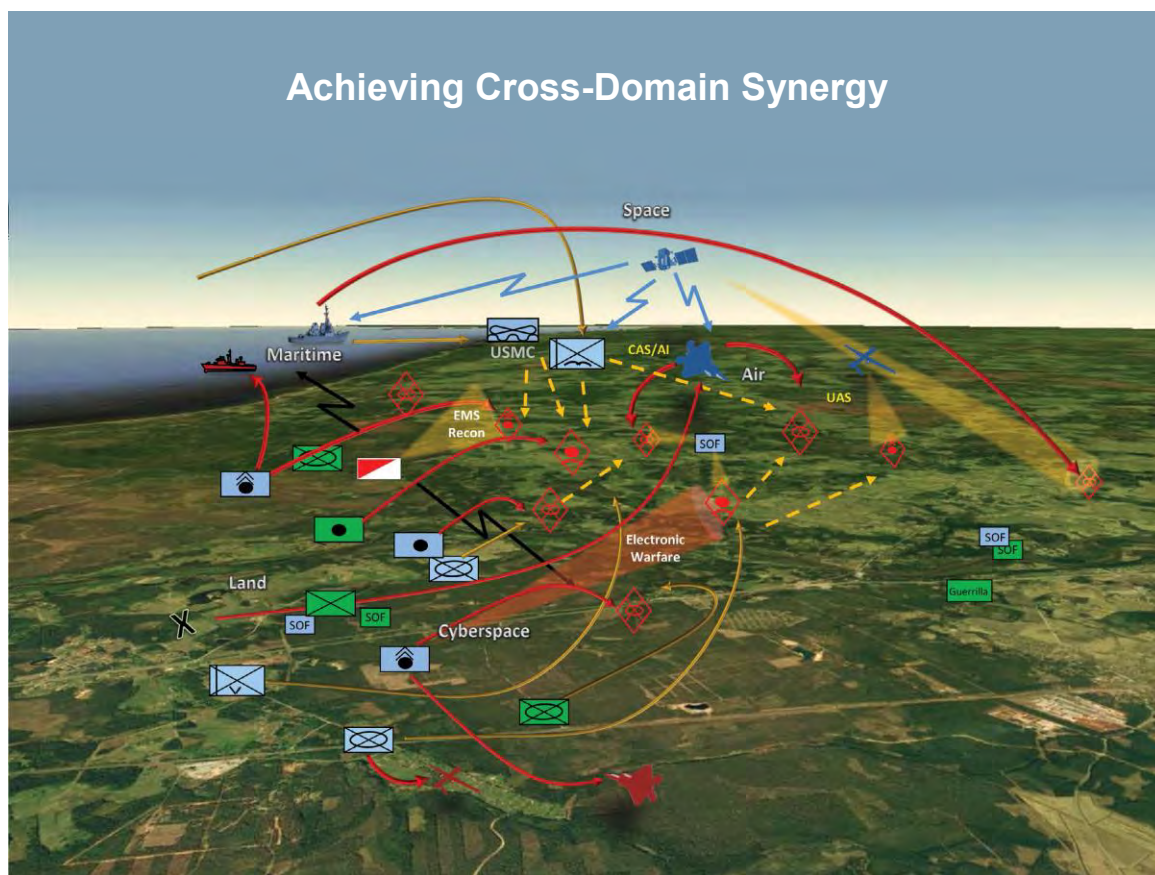 Achieving Cross-Domain Synergy
Space
Maritime
USMC
CAS/AI
Air
UAS
EMS
Recon
SOF
Electronic
Warfare
SOF
SOF
Land
Guerrilla
SOF
SOF
Cyberspace